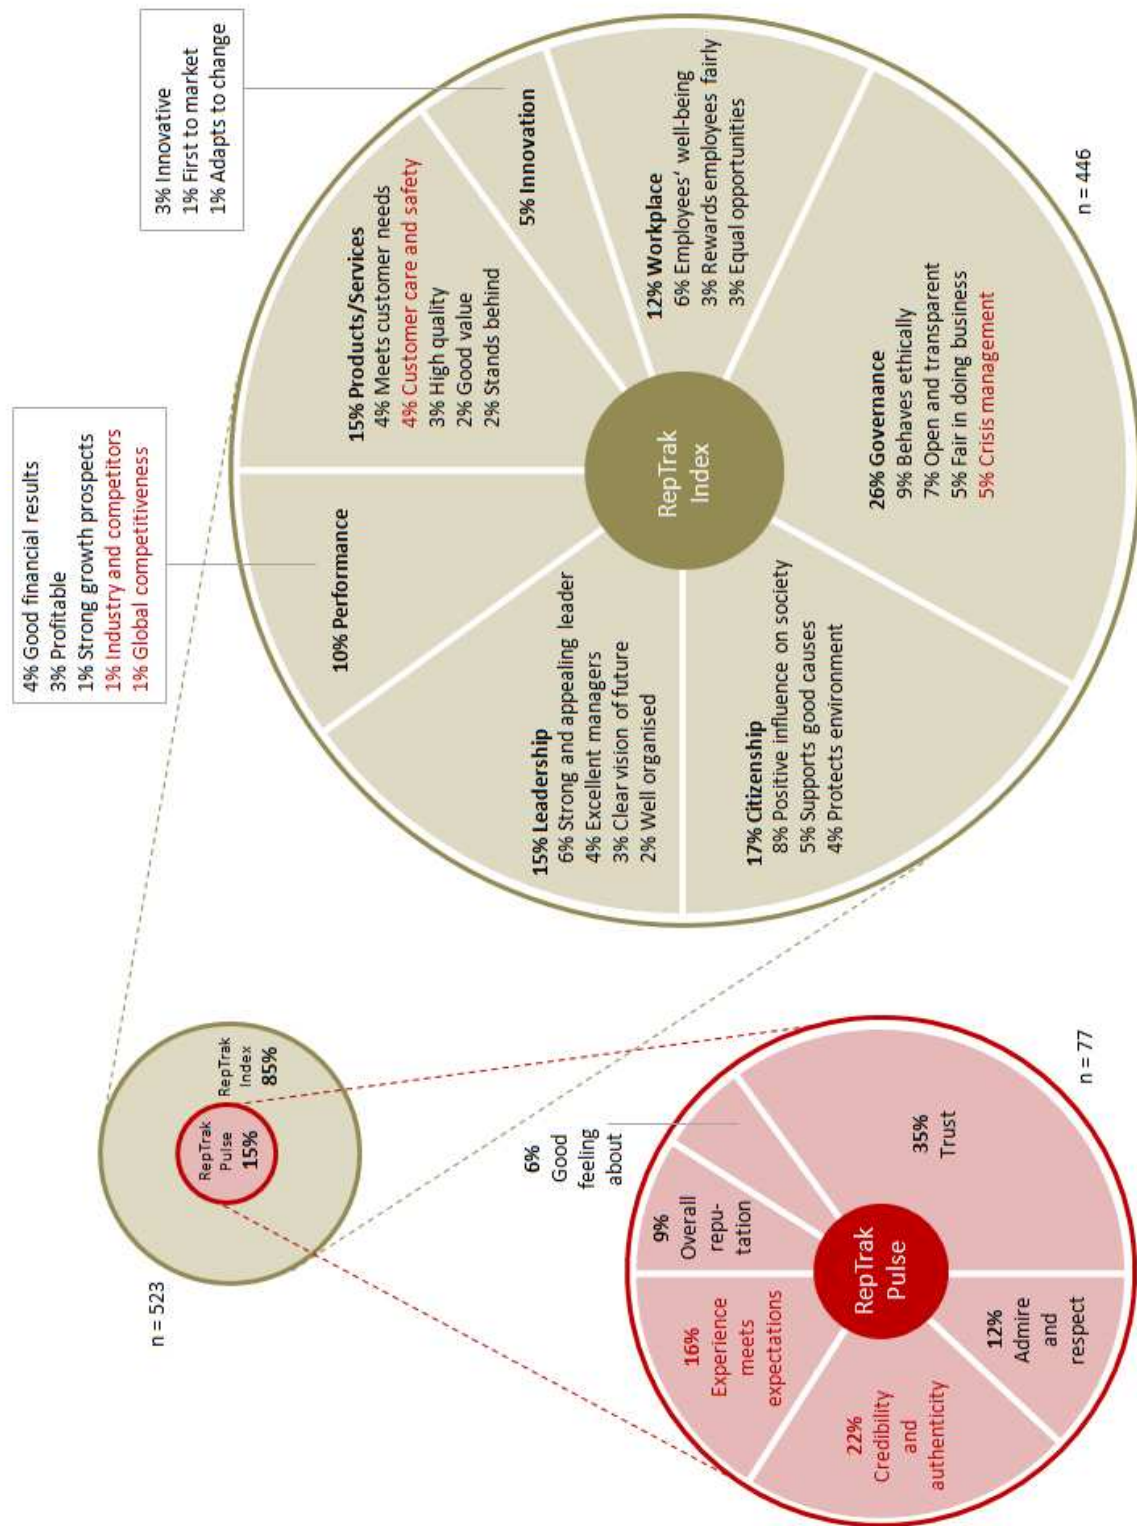 n = 523
RepTrak
Pulse
15%
RepTrak
Index
85%
4% Good financial results
3% Profitable
1% Strong growth prospects
1% Industry and competitors
1% Global competitiveness
3% Innovative
1% First to market
1% Adapts to change
10% Performance
15% Products/Services
4% Meets customer needs
4% Customer care and safety
3% High quality
2% Good value
2% Stands behind
5% Innovation
15% Leadership
6% Strong and appealing leader
4% Excellent managers
3% Clear vision of future
2% Well organised
RepTrak
Index
12% Workplace
6% Employees‘ well-being
3% Rewards employees fairly
3% Equal opportunities
17% Citizenship
8% Positive influence on society
5% Supports good causes
4% Protects environment
26% Governance
9% Behaves ethically
7% Open and transparent
5% Fair in doing business
5% Crisis management
n = 446
6%
Good
feeling
about
9%
Overall
repu-
tation
16%
Experience
meets
expectations
RepTrak
Pulse
35%
Trust
22%
Credibility
and
authenticity
12%
Admire
and
respect
n = 77